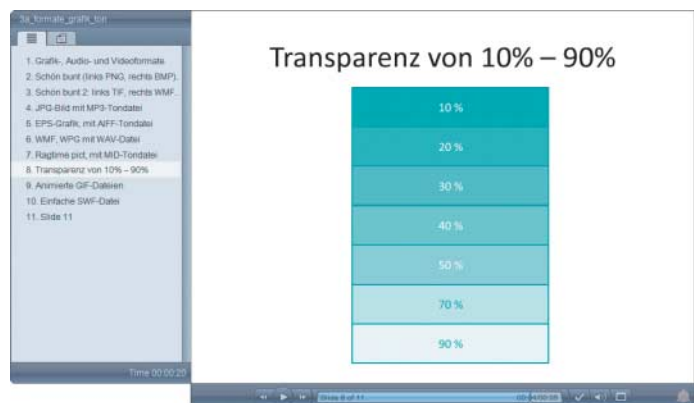 3a_formate_grafik_ton
1. Grafik-, Audio- und Videoformate
2. Schön bunt (links PNG, rechts BMP).
3. Schön bunt 2: links TIF, rechts WMF..
4. JPG-Bild mit MP3-Tondatei
5. EPS-Grafik, mit AIFF-Tondatei
6. WMF, WPG mit WAV-Datei
7. Ragtime pict, mit MID-Tondatei
8. Transparenz von 10% – 90%
9. Animierte GIF-Dateien
10. Einfache SWF-Datei
11. Slide 11
Time 00:00:20
Transparenz von 10% – 90%
10 %
20 %
30 %
40 %
50 %
70 %
90 %
Slide 8 of 11